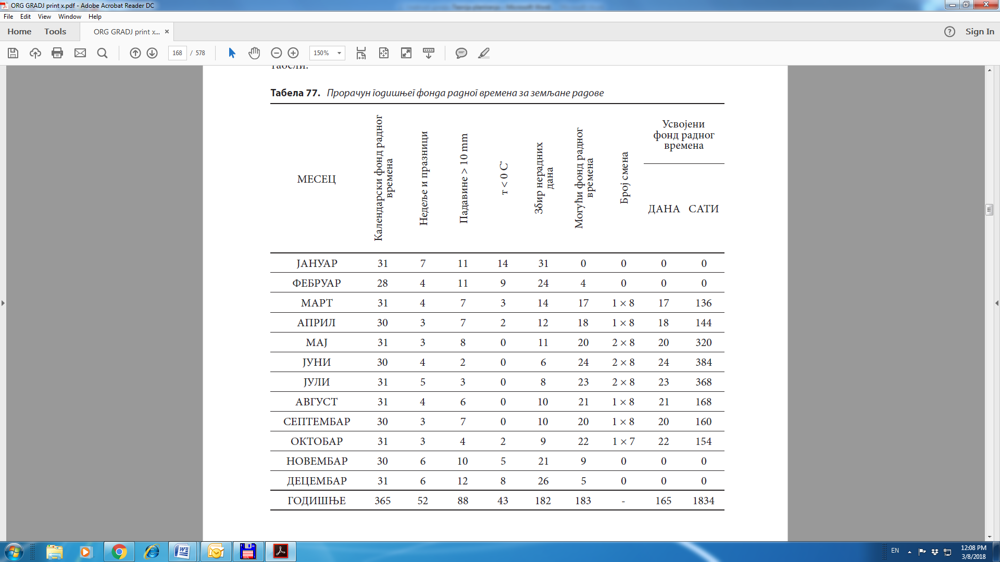 ORG GRADJ print x.pdf - Adobe Acrobat Reader DC
File Edit View Window Help
Home Tools ORG GRADJ print x... × ? Sign In
168 / 578 150%
табели.
Табела 77. Прорачун годишњег фонда радног времена за земљане радове
МЕСЕЦ
Календарски фонд радног
времена
Недеље и празници
Падавине > 10 mm
т < 0 C°
Збир нерадних
дана
Могући фонд радног
времена
Број смена
Усвојени
фонд радног
времена
ДАНА САТИ
ЈАНУАР 31 7 11 14 31 0 0 0 0
ФЕБРУАР 28 4 11 9 24 4 0 0 0
МАРТ 31 4 7 3 14 17 1 × 8 17 136
АПРИЛ 30 3 7 2 12 18 1 × 8 18 144
МАЈ 31 3 8 0 11 20 2 × 8 20 320
ЈУНИ 30 4 2 0 6 24 2 × 8 24 384
ЈУЛИ 31 5 3 0 8 23 2 × 8 23 368
АВГУСТ 31 4 6 0 10 21 1 × 8 21 168
СЕПТЕМБАР 30 3 7 0 10 20 1 × 8 20 160
ОКТОБАР 31 3 4 2 9 22 1 × 7 22 154
НОВЕМБАР 30 6 10 5 21 9 0 0 0
ДЕЦЕМБАР 31 6 12 8 26 5 0 0 0
ГОДИШЊЕ 365 52 88 43 182 183 - 165 1834
EN 12:08 PM
3/8/2018